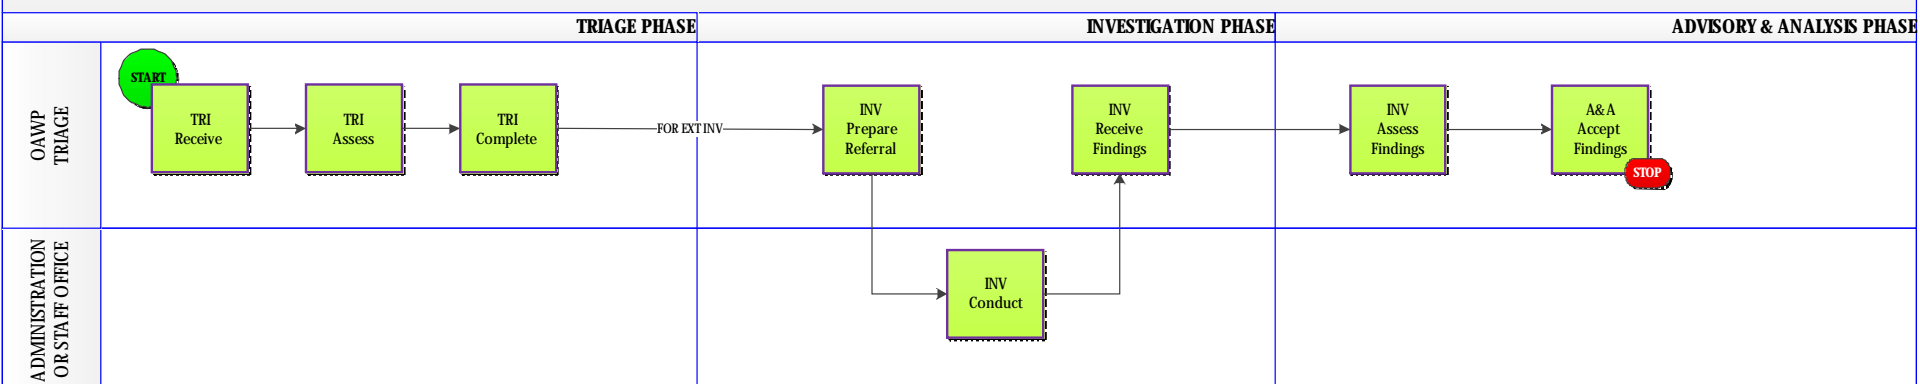 TRIAGE PHASE
INVESTIGATION PHASE
ADVISORY & ANALYSIS PHASE
OAWP
TRIAGE
START
TRI
Receive
TRI
Assess
TRI
Complete
FOR EXT INV
INV
Prepare
Referral
INV
Receive
Findings
INV
Assess
Findings
A&A
Accept
Findings
STOP
ADMINISTRATION
OR STAFF OFFICE
INV
Conduct